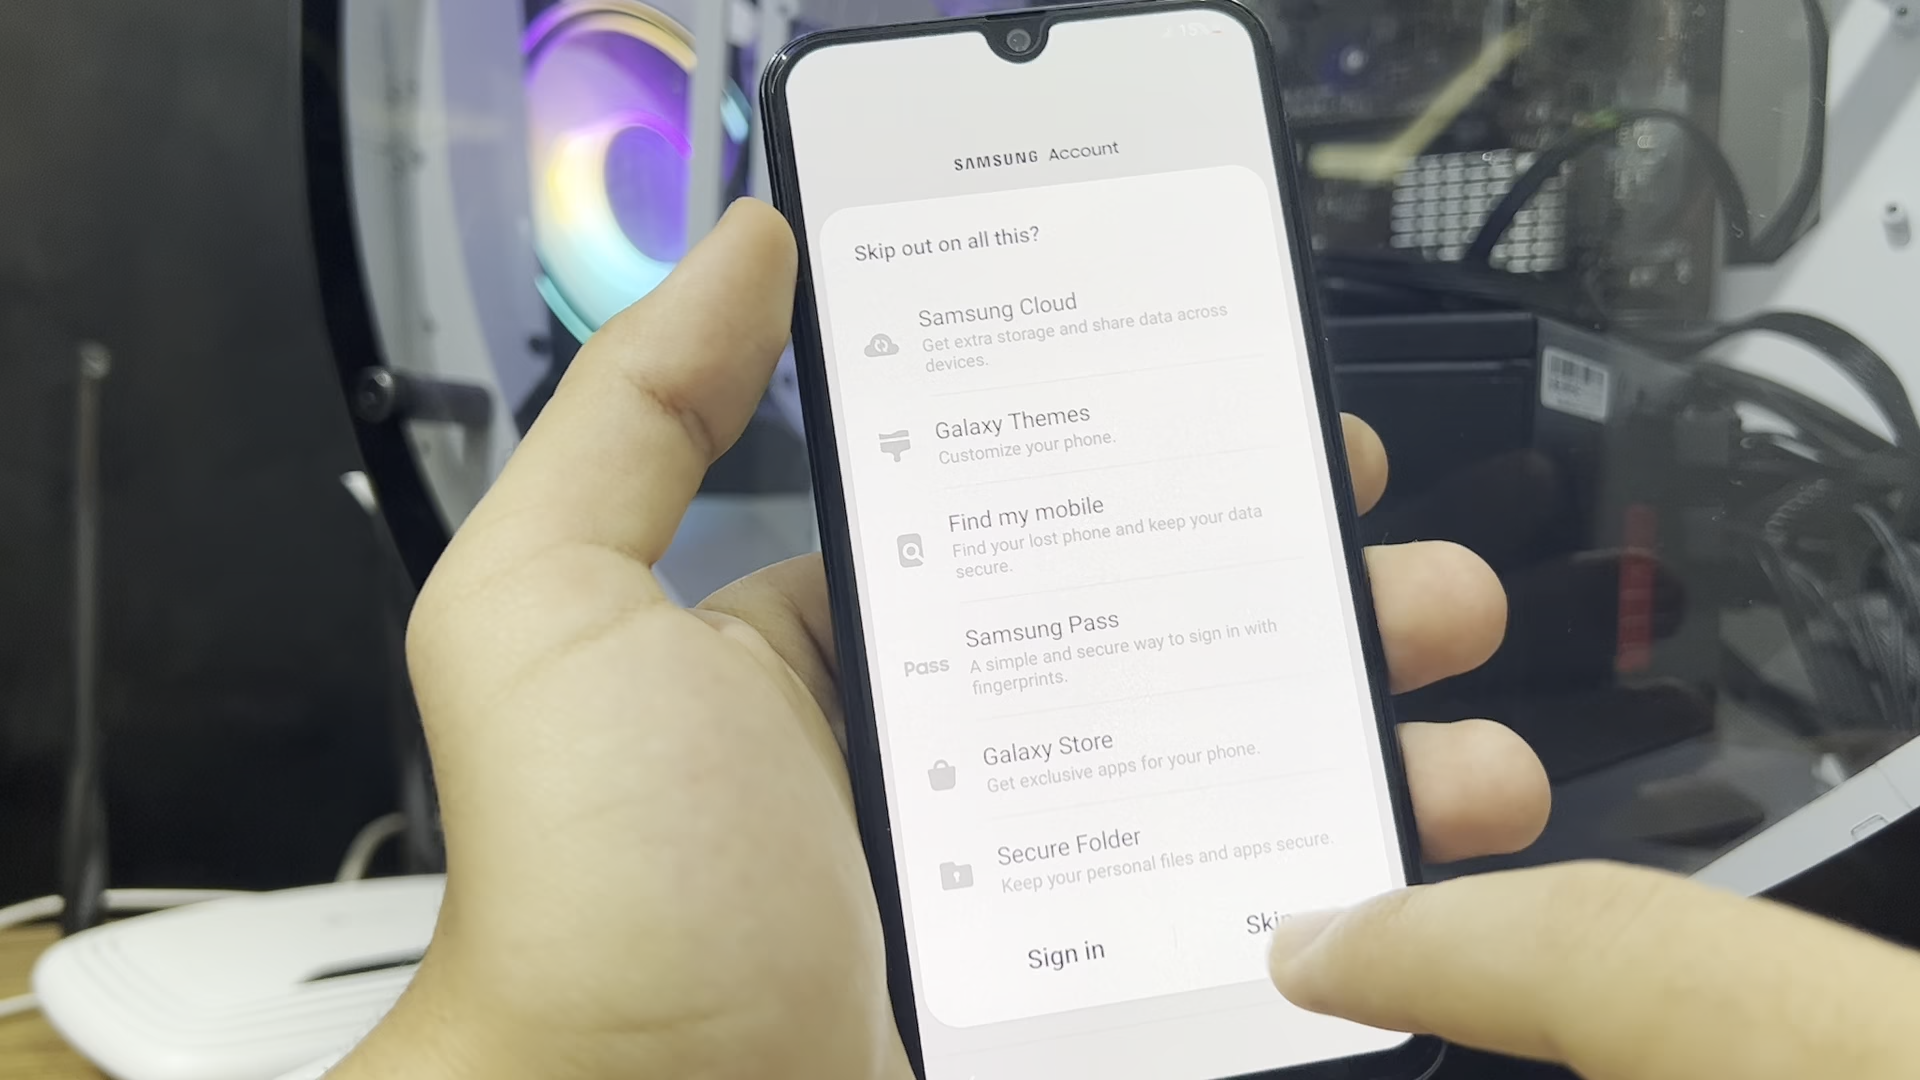 15%
SAMSUNG Account
Skip out on all this?
Samsung Cloud
Get extra storage and share data across
devices.
Galaxy Themes
Customize your phone.
Find my mobile
Find your lost phone and keep your data
secure.
Pass
Samsung Pass
A simple and secure way to sign in with
fingerprints.
Galaxy Store
Get exclusive apps for your phone.
Secure Folder
Keep your personal files and apps secure.
Sign in
Skip